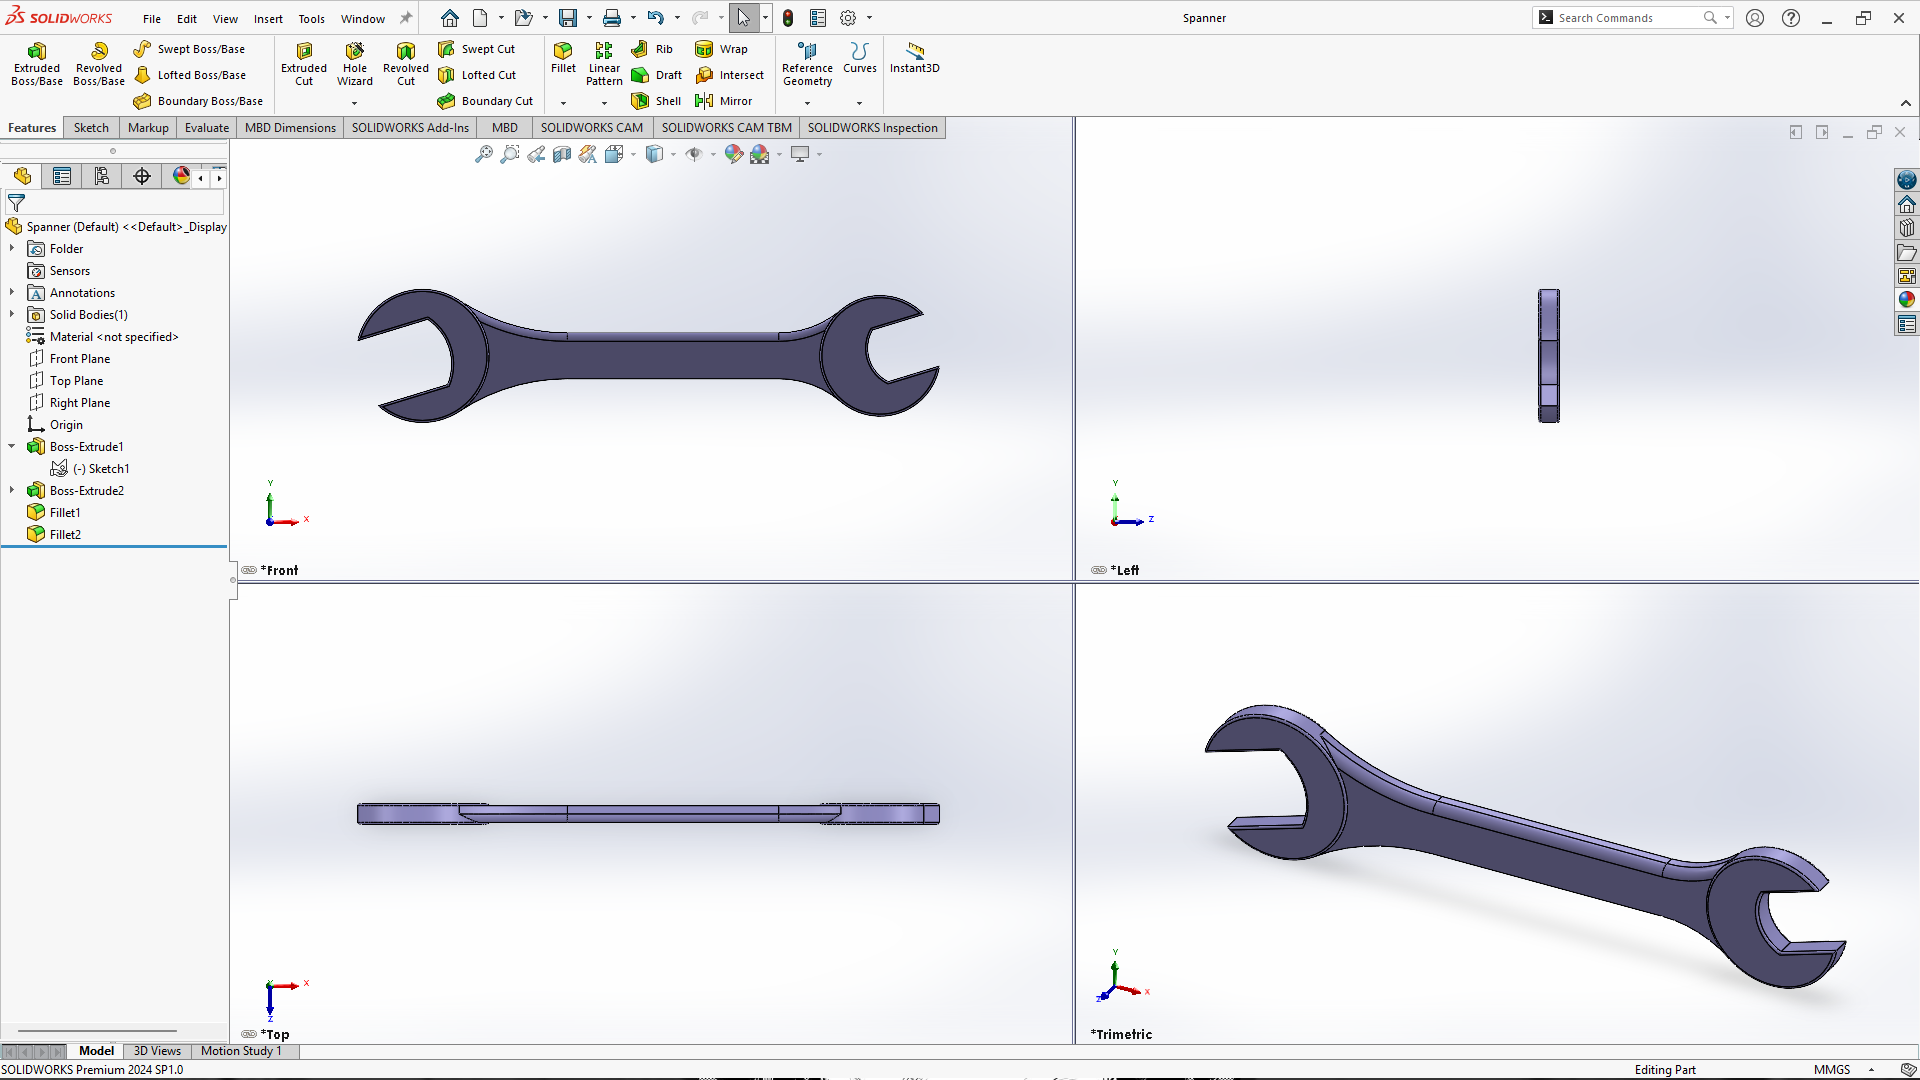 SOLIDWORKS File Edit View Insert Tools Window Spanner Search Commands
Extruded Boss/Base
Revolved Boss/Base
Swept Boss/Base
Lofted Boss/Base
Boundary Boss/Base
Extruded Cut
Hole Wizard
Revolved Cut
Swept Cut
Lofted Cut
Boundary Cut
Fillet
Linear Pattern
Rib
Draft
Shell
Wrap
Intersect
Mirror
Reference Geometry
Curves
Instant3D
Features Sketch Markup Evaluate MBD Dimensions SOLIDWORKS Add-Ins MBD SOLIDWORKS CAM SOLIDWORKS CAM TBM SOLIDWORKS Inspection
Spanner (Default) <<Default>_Display
Folder
Sensors
Annotations
Solid Bodies(1)
Material <not specified>
Front Plane
Top Plane
Right Plane
Origin
Boss-Extrude1
(-) Sketch1
Boss-Extrude2
Fillet1
Fillet2
Y
X
*Front
Y
Z
*Left
X
Z
*Top
Y
X
Z
*Trimetric
Model 3D Views Motion Study 1
SOLIDWORKS Premium 2024 SP1.0 Editing Part MMGS